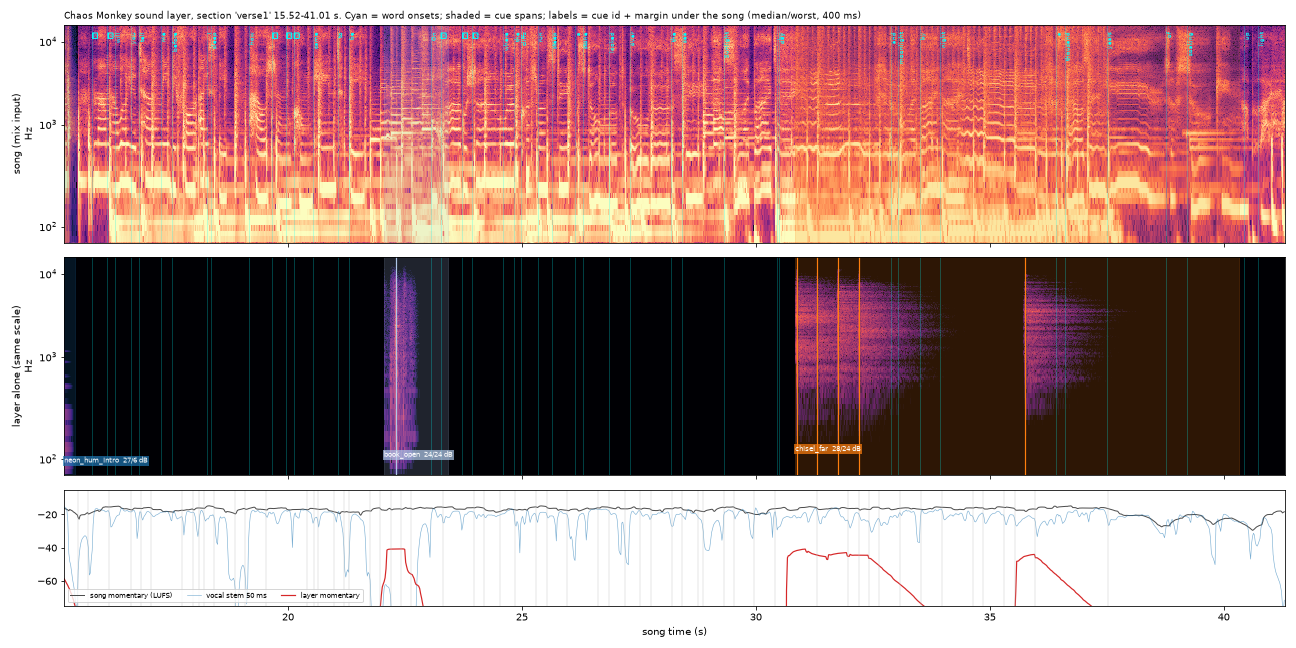 Chaos Monkey sound layer, section 'verse1' 15.52-41.01 s. Cyan = word onsets; shaded = cue spans; labels = cue id + margin under the song (median/worst, 400 ms)
song (mix input)
Hz
10⁴
10³
10²
layer alone (same scale)
Hz
10⁴
10³
10²
neon_hum_intro 27/6 dB
book_open 24/24 dB
chisel_far 28/24 dB
−20
−40
−60
song momentary (LUFS)
vocal stem 50 ms
layer momentary
20
25
30
35
40
song time (s)